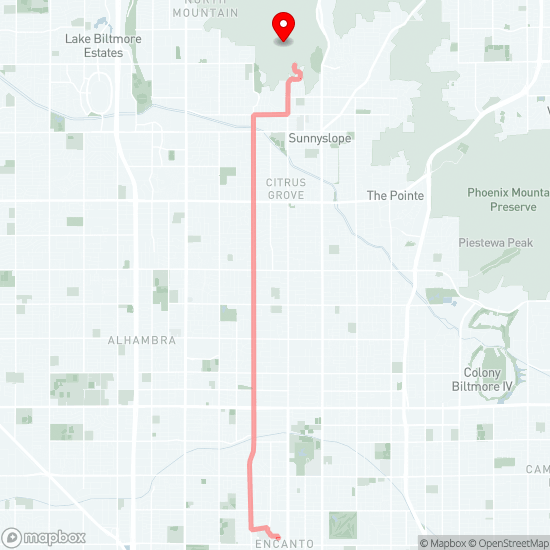 NORTH
MOUNTAIN
Lake Biltmore
Estates
Sunnyslope
CITRUS
GROVE
The Pointe
Phoenix Mountain
Preserve
Piestewa Peak
ALHAMBRA
Colony
Biltmore IV
CAM
ENCANTO
mapbox
© Mapbox © OpenStreetMap